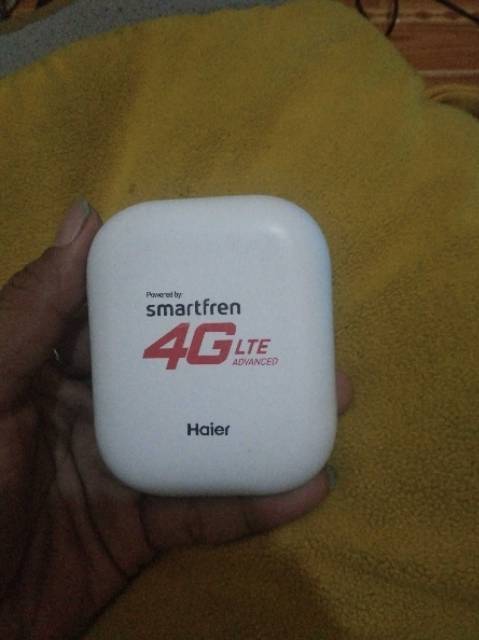 Powered by
smartfren
4G LTE
ADVANCED
Haier